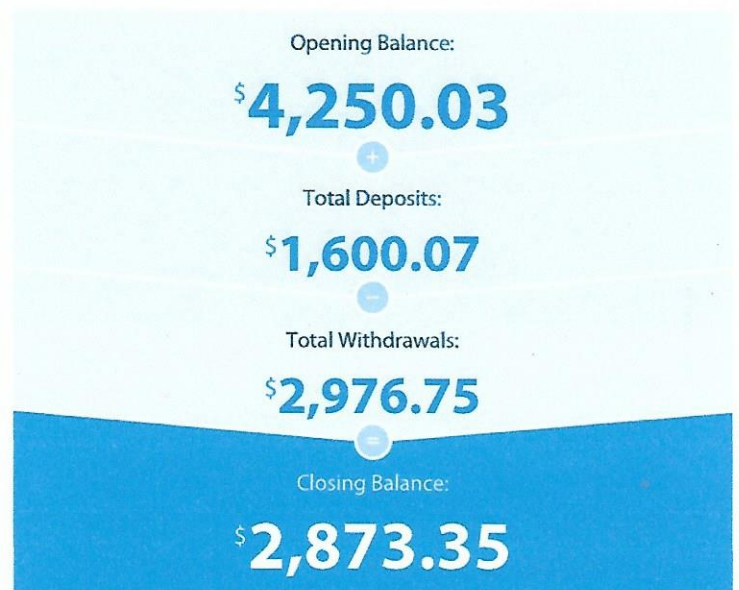 Opening Balance:
$4,250.03
+
Total Deposits:
$1,600.07
−
Total Withdrawals:
$2,976.75
=
Closing Balance:
$2,873.35